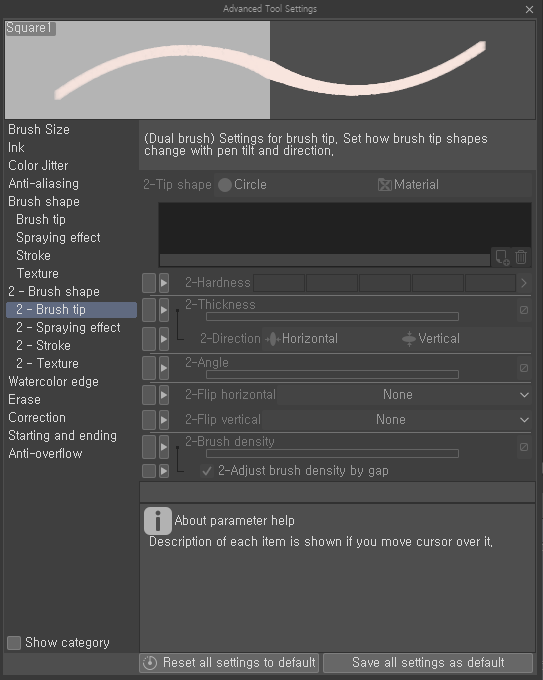 Advanced Tool Settings
Square1
Brush Size
Ink
Color Jitter
Anti-aliasing
Brush shape
Brush tip
Spraying effect
Stroke
Texture
2 - Brush shape
2 - Brush tip
2 - Spraying effect
2 - Stroke
2 - Texture
Watercolor edge
Erase
Correction
Starting and ending
Anti-overflow
Show category
(Dual brush) Settings for brush tip. Set how brush tip shapes
change with pen tilt and direction.
2-Tip shape Circle Material
2-Hardness
2-Thickness
2-Direction Horizontal Vertical
2-Angle
2-Flip horizontal None
2-Flip vertical None
2-Brush density
2-Adjust brush density by gap
About parameter help
Description of each item is shown if you move cursor over it.
Reset all settings to default Save all settings as default